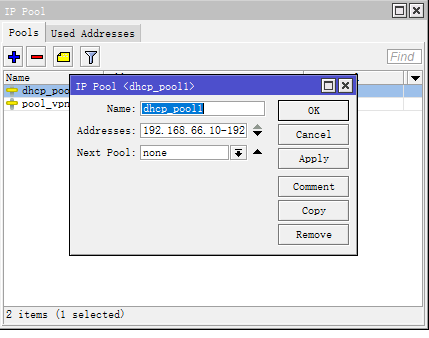 IP Pool
Pools Used Addresses
Find
Name
dhcp_poo
pool_vpn
IP Pool <dhcp_pool1>
Name: dhcp_pool1
Addresses: 192.168.66.10-192
Next Pool: none
OK
Cancel
Apply
Comment
Copy
Remove
2 items (1 selected)